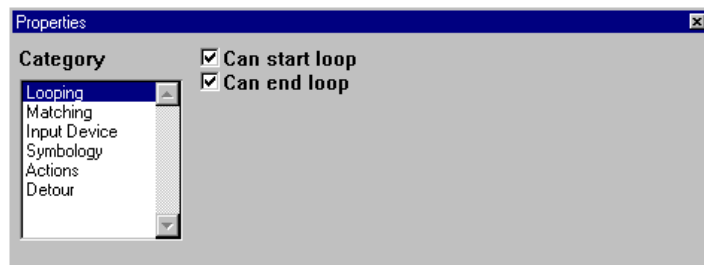 Properties
Category
Looping
Matching
Input Device
Symbology
Actions
Detour
Can start loop
Can end loop